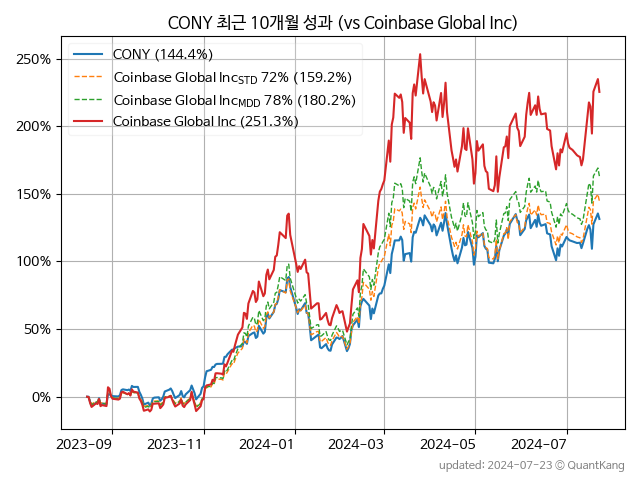 CONY 최근 10개월 성과 (vs Coinbase Global Inc)
CONY (144.4%)
Coinbase Global IncSTD 72% (159.2%)
Coinbase Global IncMDD 78% (180.2%)
Coinbase Global Inc (251.3%)
250%
200%
150%
100%
50%
0%
2023-09 2023-11 2024-01 2024-03 2024-05 2024-07
updated: 2024-07-23 © QuantKang